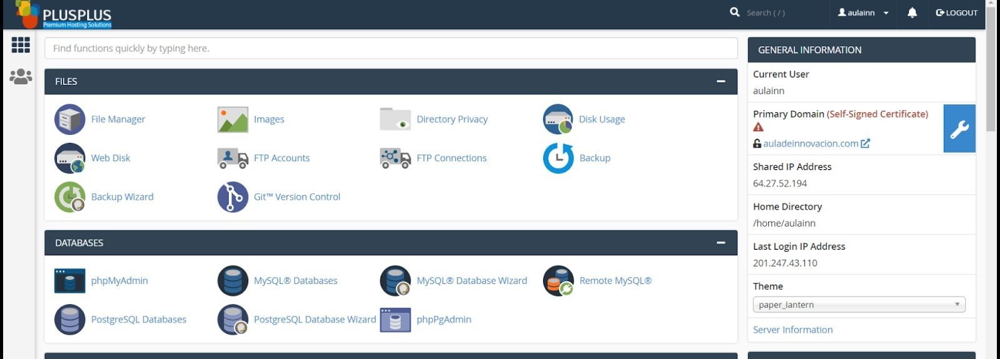 PLUSPLUS
Premium Hosting Solutions
Search ( / )
aulainn
LOGOUT
Find functions quickly by typing here.
FILES
File Manager
Images
Directory Privacy
Disk Usage
Web Disk
FTP Accounts
FTP Connections
Backup
Backup Wizard
Git™ Version Control
DATABASES
phpMyAdmin
MySQL® Databases
MySQL® Database Wizard
Remote MySQL®
PostgreSQL Databases
PostgreSQL Database Wizard
phpPgAdmin
GENERAL INFORMATION
Current User
aulainn
Primary Domain (Self-Signed Certificate)
auladeinnovacion.com
Shared IP Address
64.27.52.194
Home Directory
/home/aulainn
Last Login IP Address
201.247.43.110
Theme
paper_lantern
Server Information